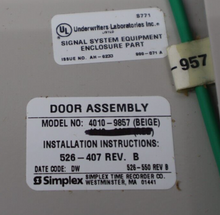 S771
UL
Underwriters Laboratories Inc.
LISTED
SIGNAL SYSTEM EQUIPMENT
ENCLOSURE PART
ISSUE NO.
-957
DOOR ASSEMBLY
MODEL NO: 4010-9857 (BEIGE)
INSTALLATION INSTRUCTIONS:
526-407 REV. B
DATE CODE: DW 526-550 REV B
Simplex SIMPLEX TIME RECORDER CO.
WESTMINSTER, MA 01441